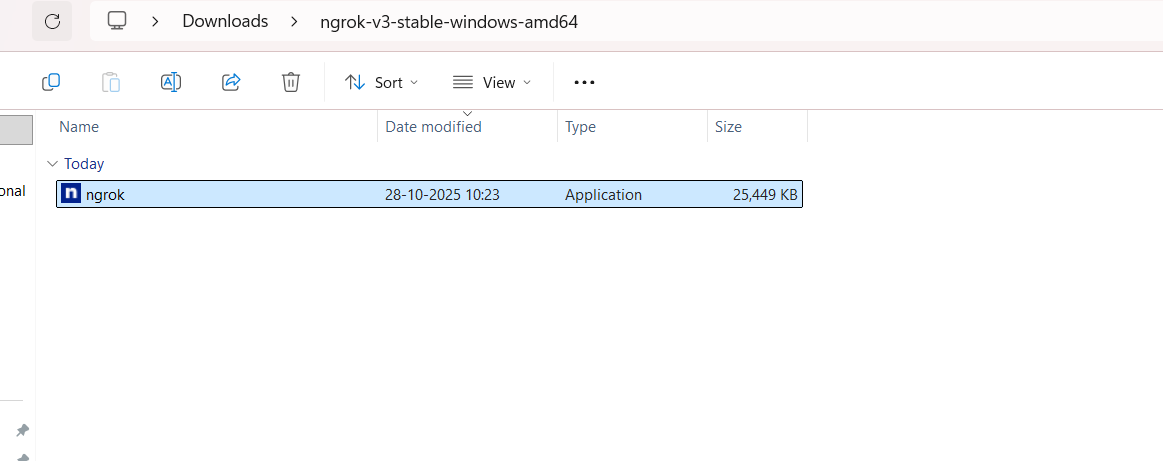 Downloads ngrok-v3-stable-windows-amd64
Sort View
Name Date modified Type Size
Today
onal
n ngrok 28-10-2025 10:23 Application 25,449 KB